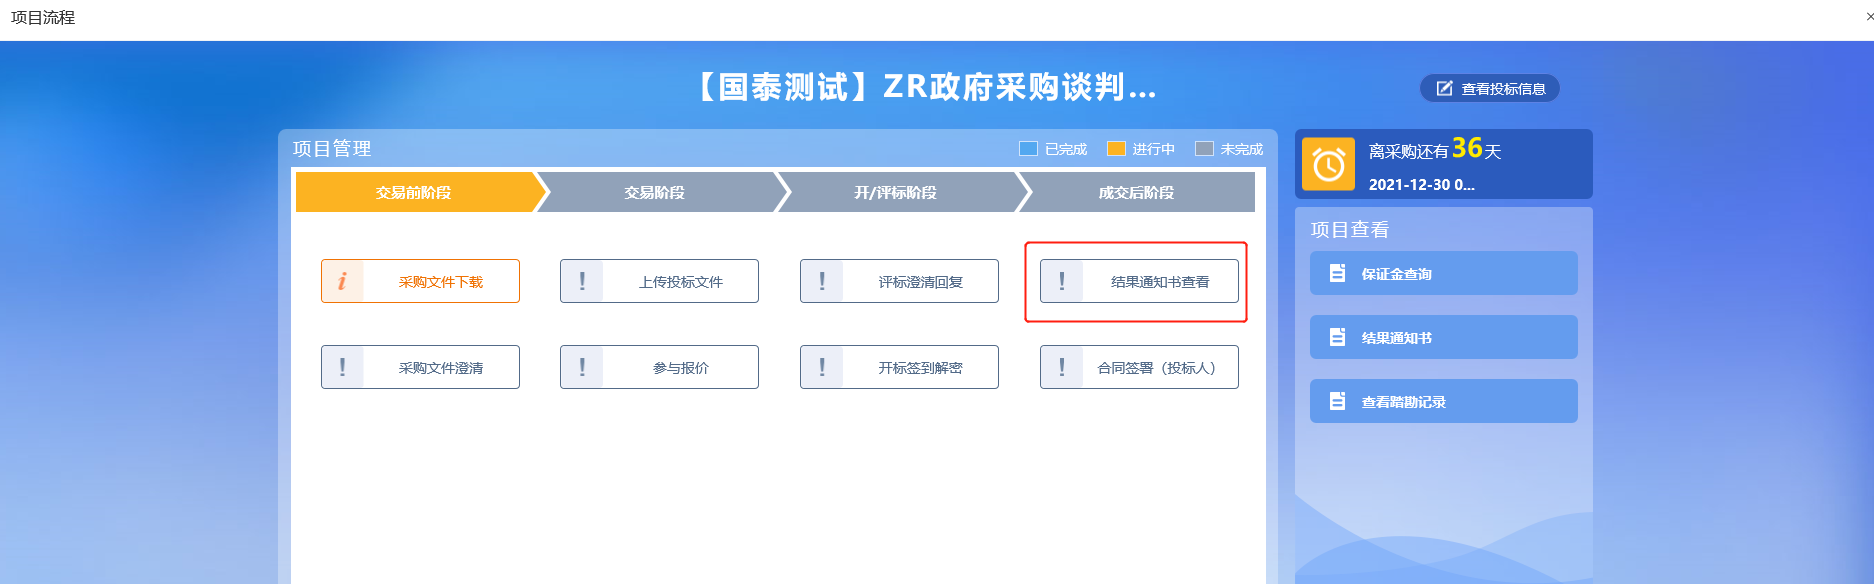 项目流程
【国泰测试】ZR政府采购谈判...
查看投标信息
项目管理
已完成 进行中 未完成
交易前阶段 交易阶段 开/评标阶段 成交后阶段
采购文件下载 上传投标文件 评标澄清回复 结果通知书查看
采购文件澄清 参与报价 开标签到解密 合同签署（投标人）
离采购还有36天
2021-12-30 0...
项目查看
保证金查询
结果通知书
查看踏勘记录